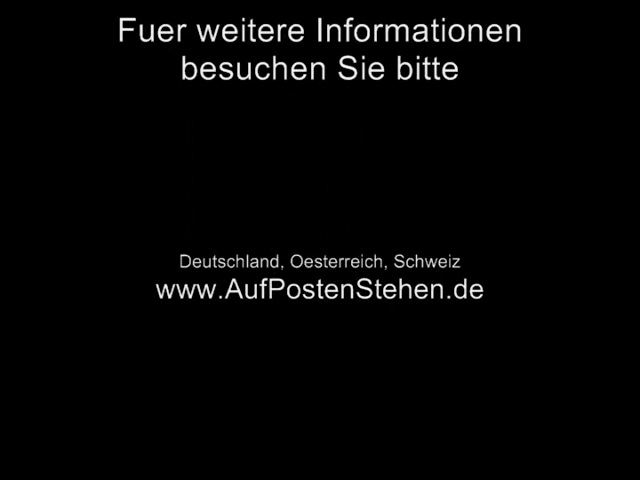 Fuer weitere Informationen
besuchen Sie bitte
Deutschland, Oesterreich, Schweiz
www.AufPostenStehen.de